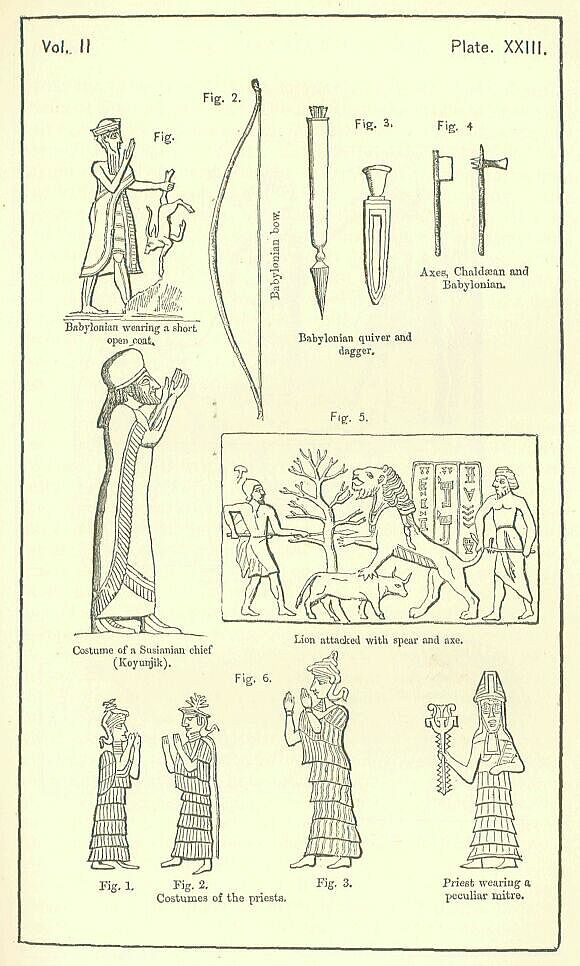 Vol. II
Plate. XXIII.
Fig. 2.
Fig.
Fig. 3.
Fig. 4
Babylonian bow.
Axes, Chaldæan and
Babylonian.
Babylonian wearing a short
open coat.
Babylonian quiver and
dagger.
Fig. 5.
Costume of a Susianian chief
(Koyunjik).
Lion attacked with spear and axe.
Fig. 6.
Fig. 1.
Fig. 2.
Fig. 3.
Costumes of the priests.
Priest wearing a
peculiar mitre.